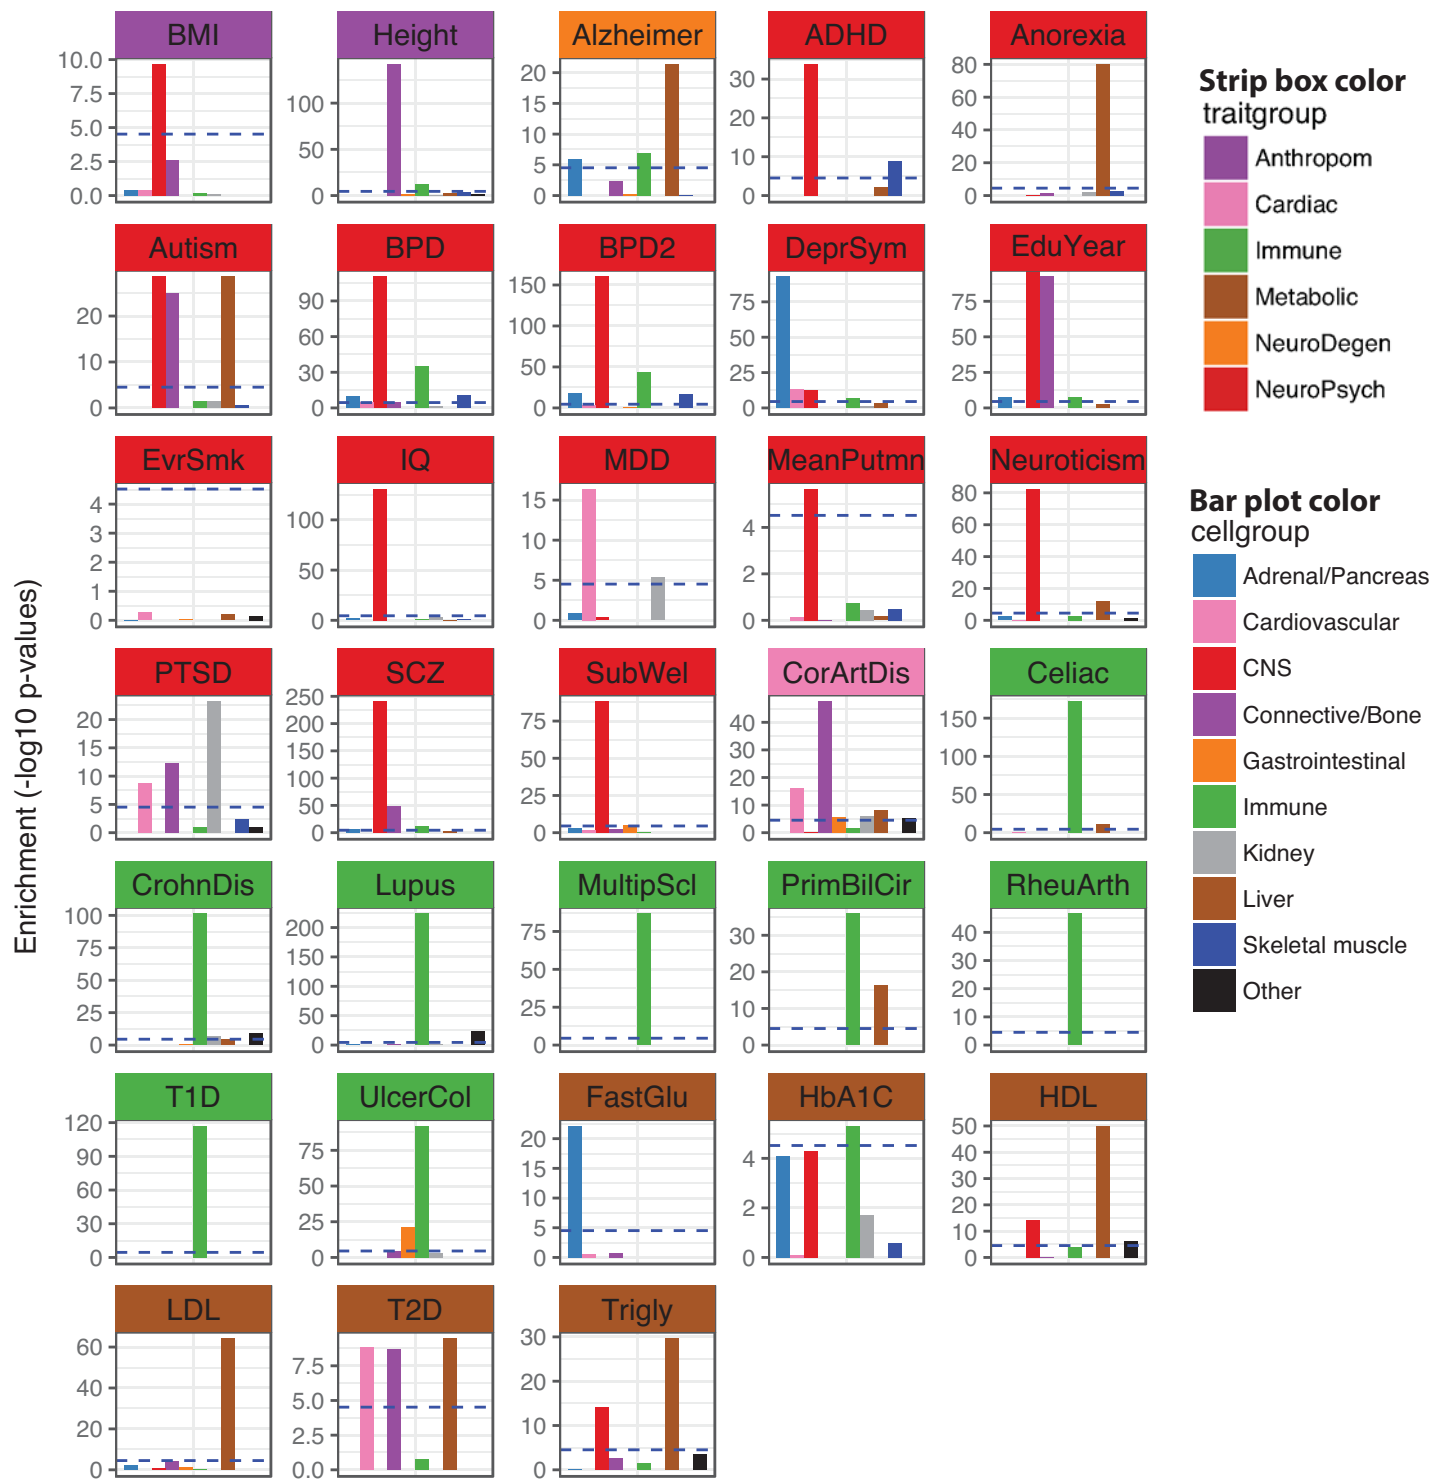 BMI Height Alzheimer ADHD Anorexia
10.0 7.5 5.0 2.5 0.0
100 50 0
20 15 10 5 0
30 20 10 0
80 60 40 20 0
Autism BPD BPD2 DeprSym EduYear
20 10 0
90 60 30 0
150 100 50 0
75 50 25 0
75 50 25 0
EvrSmk IQ MDD MeanPutmn Neuroticism
4 3 2 1 0
100 50 0
15 10 5 0
4 2 0
80 60 40 20 0
PTSD SCZ SubWel CorArtDis Celiac
20 15 10 5 0
250 200 150 100 50 0
75 50 25 0
40 30 20 10 0
150 100 50 0
CrohnDis Lupus MultipScl PrimBilCir RheuArth
100 75 50 25 0
200 150 100 50 0
75 50 25 0
30 20 10 0
40 30 20 10 0
T1D UlcerCol FastGlu HbA1C HDL
120 90 60 30 0
75 50 25 0
20 15 10 5 0
4 2 0
50 40 30 20 10 0
LDL T2D Trigly
60 40 20 0
7.5 5.0 2.5 0.0
30 20 10 0
Enrichment (-log10 p-values)
Strip box color
traitgroup
Anthropom
Cardiac
Immune
Metabolic
NeuroDegen
NeuroPsych
Bar plot color
cellgroup
Adrenal/Pancreas
Cardiovascular
CNS
Connective/Bone
Gastrointestinal
Immune
Kidney
Liver
Skeletal muscle
Other